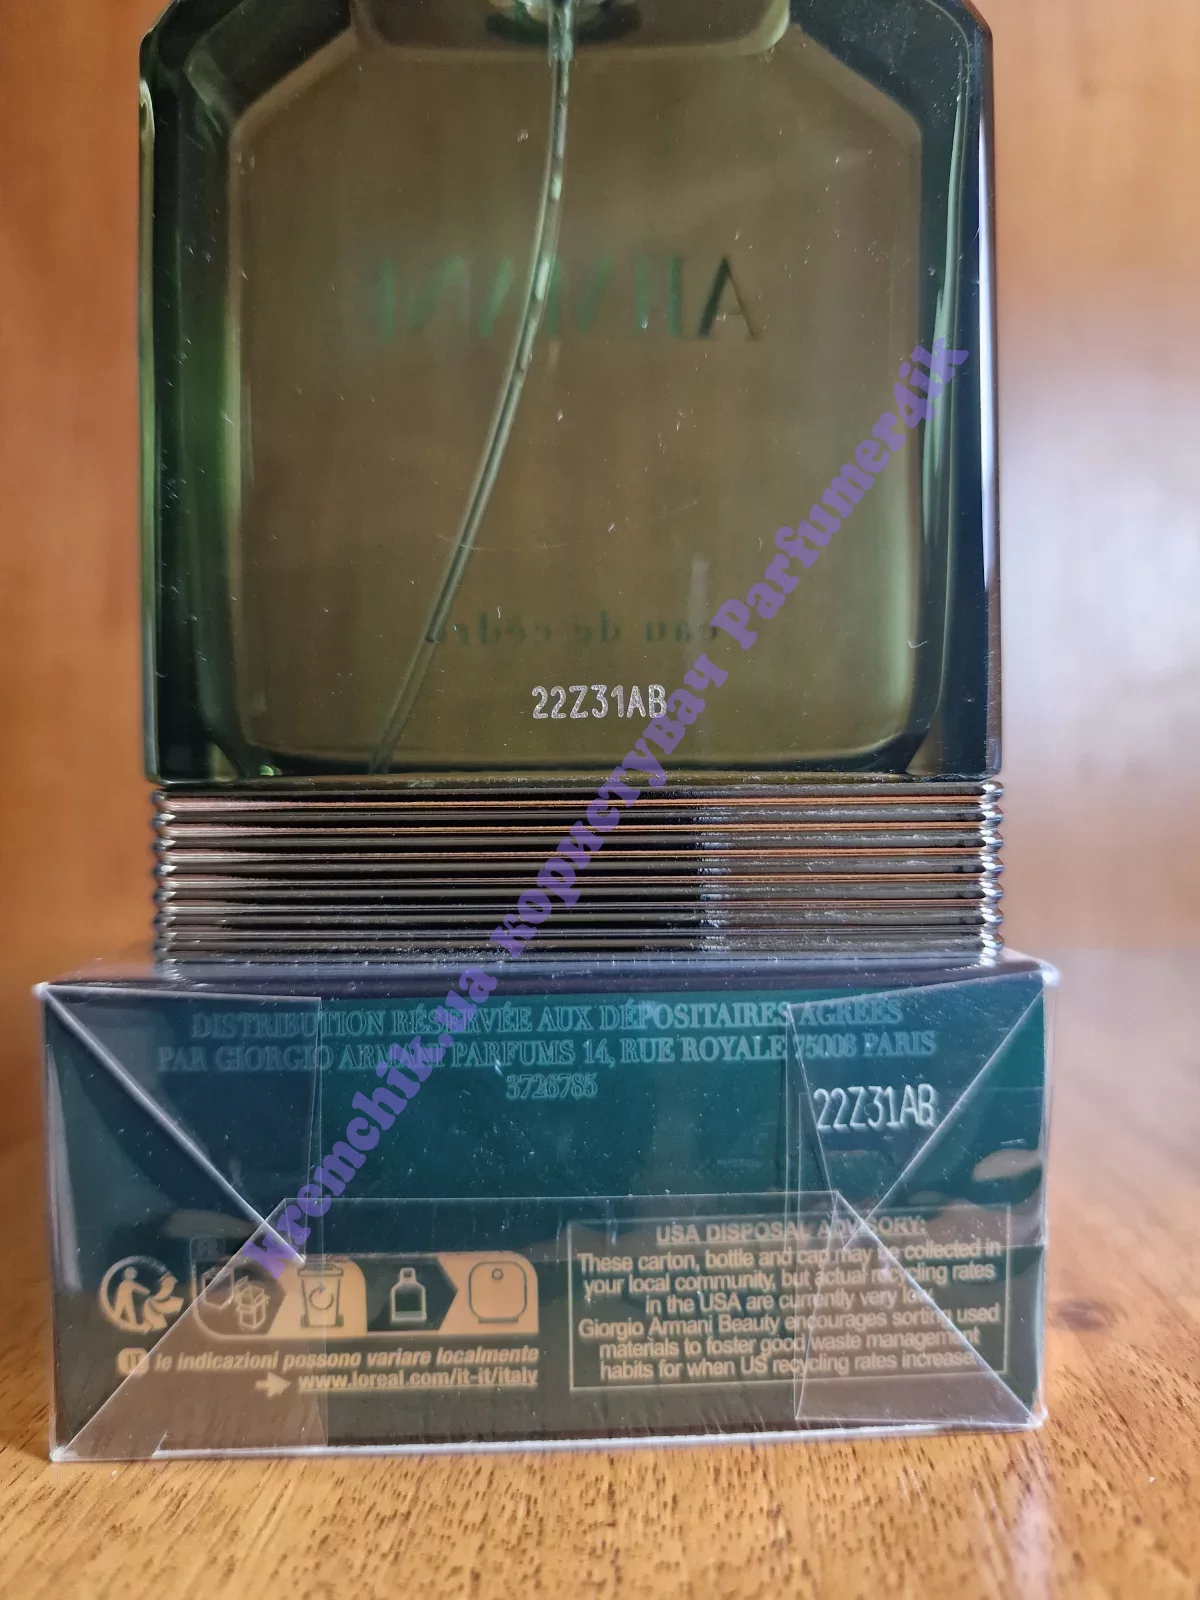 ARMANI
eau de cèdre
22Z31AB
Kremchik.ua користувач Parfumer4ik
DISTRIBUTION RÉSERVÉE AUX DÉPOSITAIRES AGRÉÉS
PAR GIORGIO ARMANI PARFUMS 14, RUE ROYALE 75008 PARIS
3726785
22Z31AB
USA DISPOSAL ADVISORY:
These carton, bottle and cap may be collected in
your local community, but actual recycling rates
in the USA are currently very low.
Giorgio Armani Beauty encourages sorting used
materials to foster good waste management
habits for when US recycling rates increase.
IT le indicazioni possono variare localmente
www.loreal.com/it-it/italy